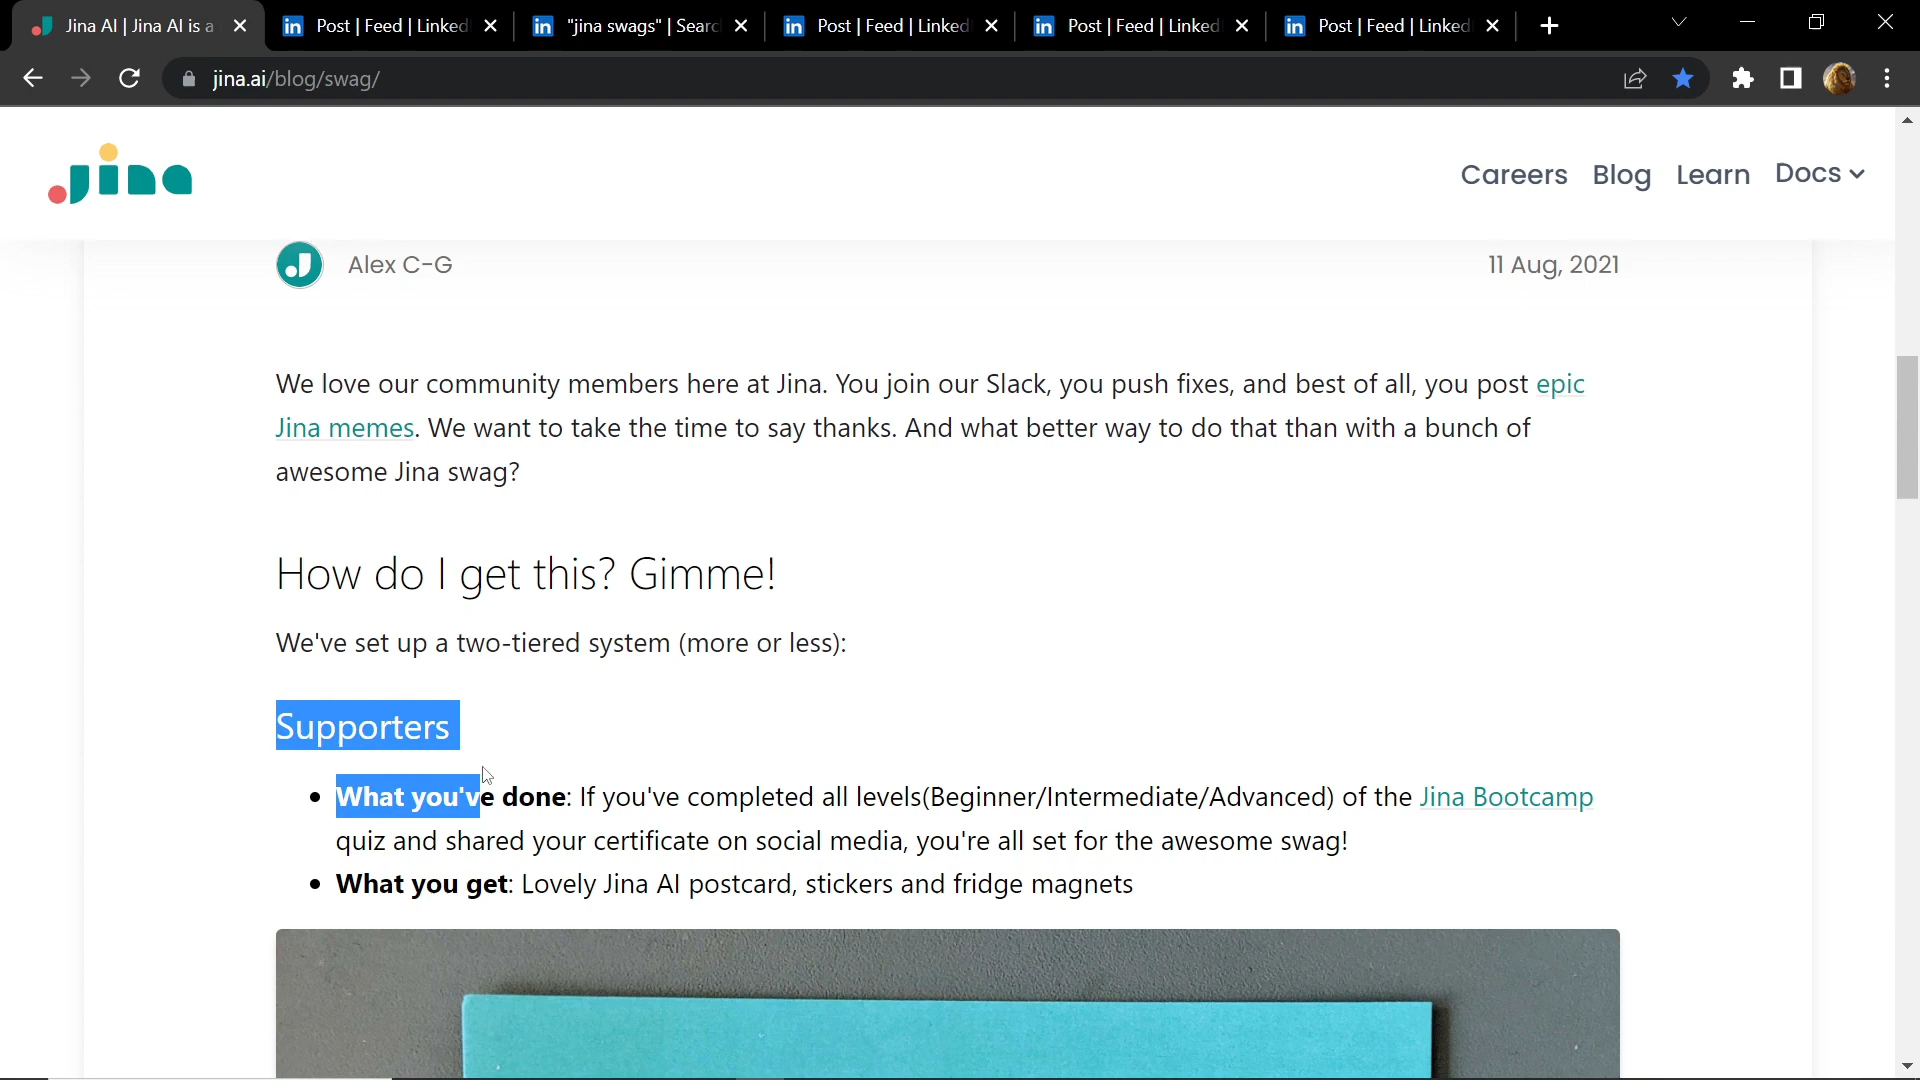 Jina AI | Jina AI is a
Post | Feed | Linked
"jina swags" | Searc
Post | Feed | Linked
Post | Feed | Linked
Post | Feed | Linked
jina.ai/blog/swag/
Jina
Careers Blog Learn Docs
Alex C-G 11 Aug, 2021
We love our community members here at Jina. You join our Slack, you push fixes, and best of all, you post epic
Jina memes. We want to take the time to say thanks. And what better way to do that than with a bunch of
awesome Jina swag?
How do I get this? Gimme!
We've set up a two-tiered system (more or less):
Supporters
• What you've done: If you've completed all levels(Beginner/Intermediate/Advanced) of the Jina Bootcamp
quiz and shared your certificate on social media, you're all set for the awesome swag!
• What you get: Lovely Jina AI postcard, stickers and fridge magnets